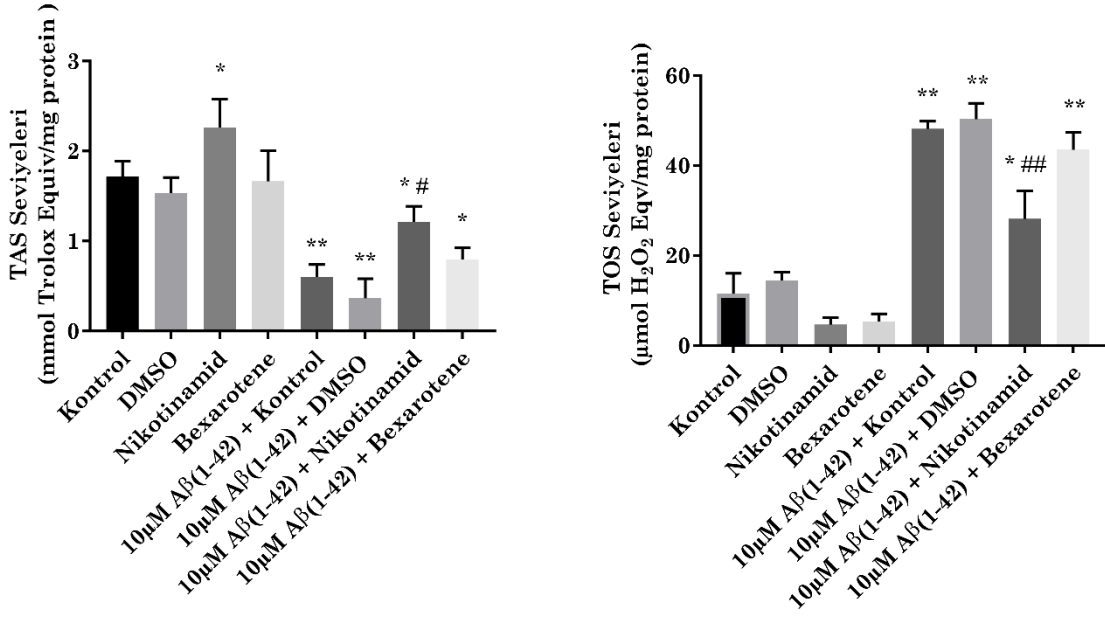 TAS Seviyeleri
(mmol Trolox Equiv/mg protein )
3
2
1
0
*
**
**
* #
*
Kontrol
DMSO
Nikotinamid
Bexarotene
10µM Aβ(1-42) + Kontrol
10µM Aβ(1-42) + DMSO
10µM Aβ(1-42) + Nikotinamid
10µM Aβ(1-42) + Bexarotene
TOS Seviyeleri
(µmol H₂O₂ Eqv/mg protein)
60
40
20
0
**
**
* ##
**
Kontrol
DMSO
Nikotinamid
Bexarotene
10µM Aβ(1-42) + Kontrol
10µM Aβ(1-42) + DMSO
10µM Aβ(1-42) + Nikotinamid
10µM Aβ(1-42) + Bexarotene